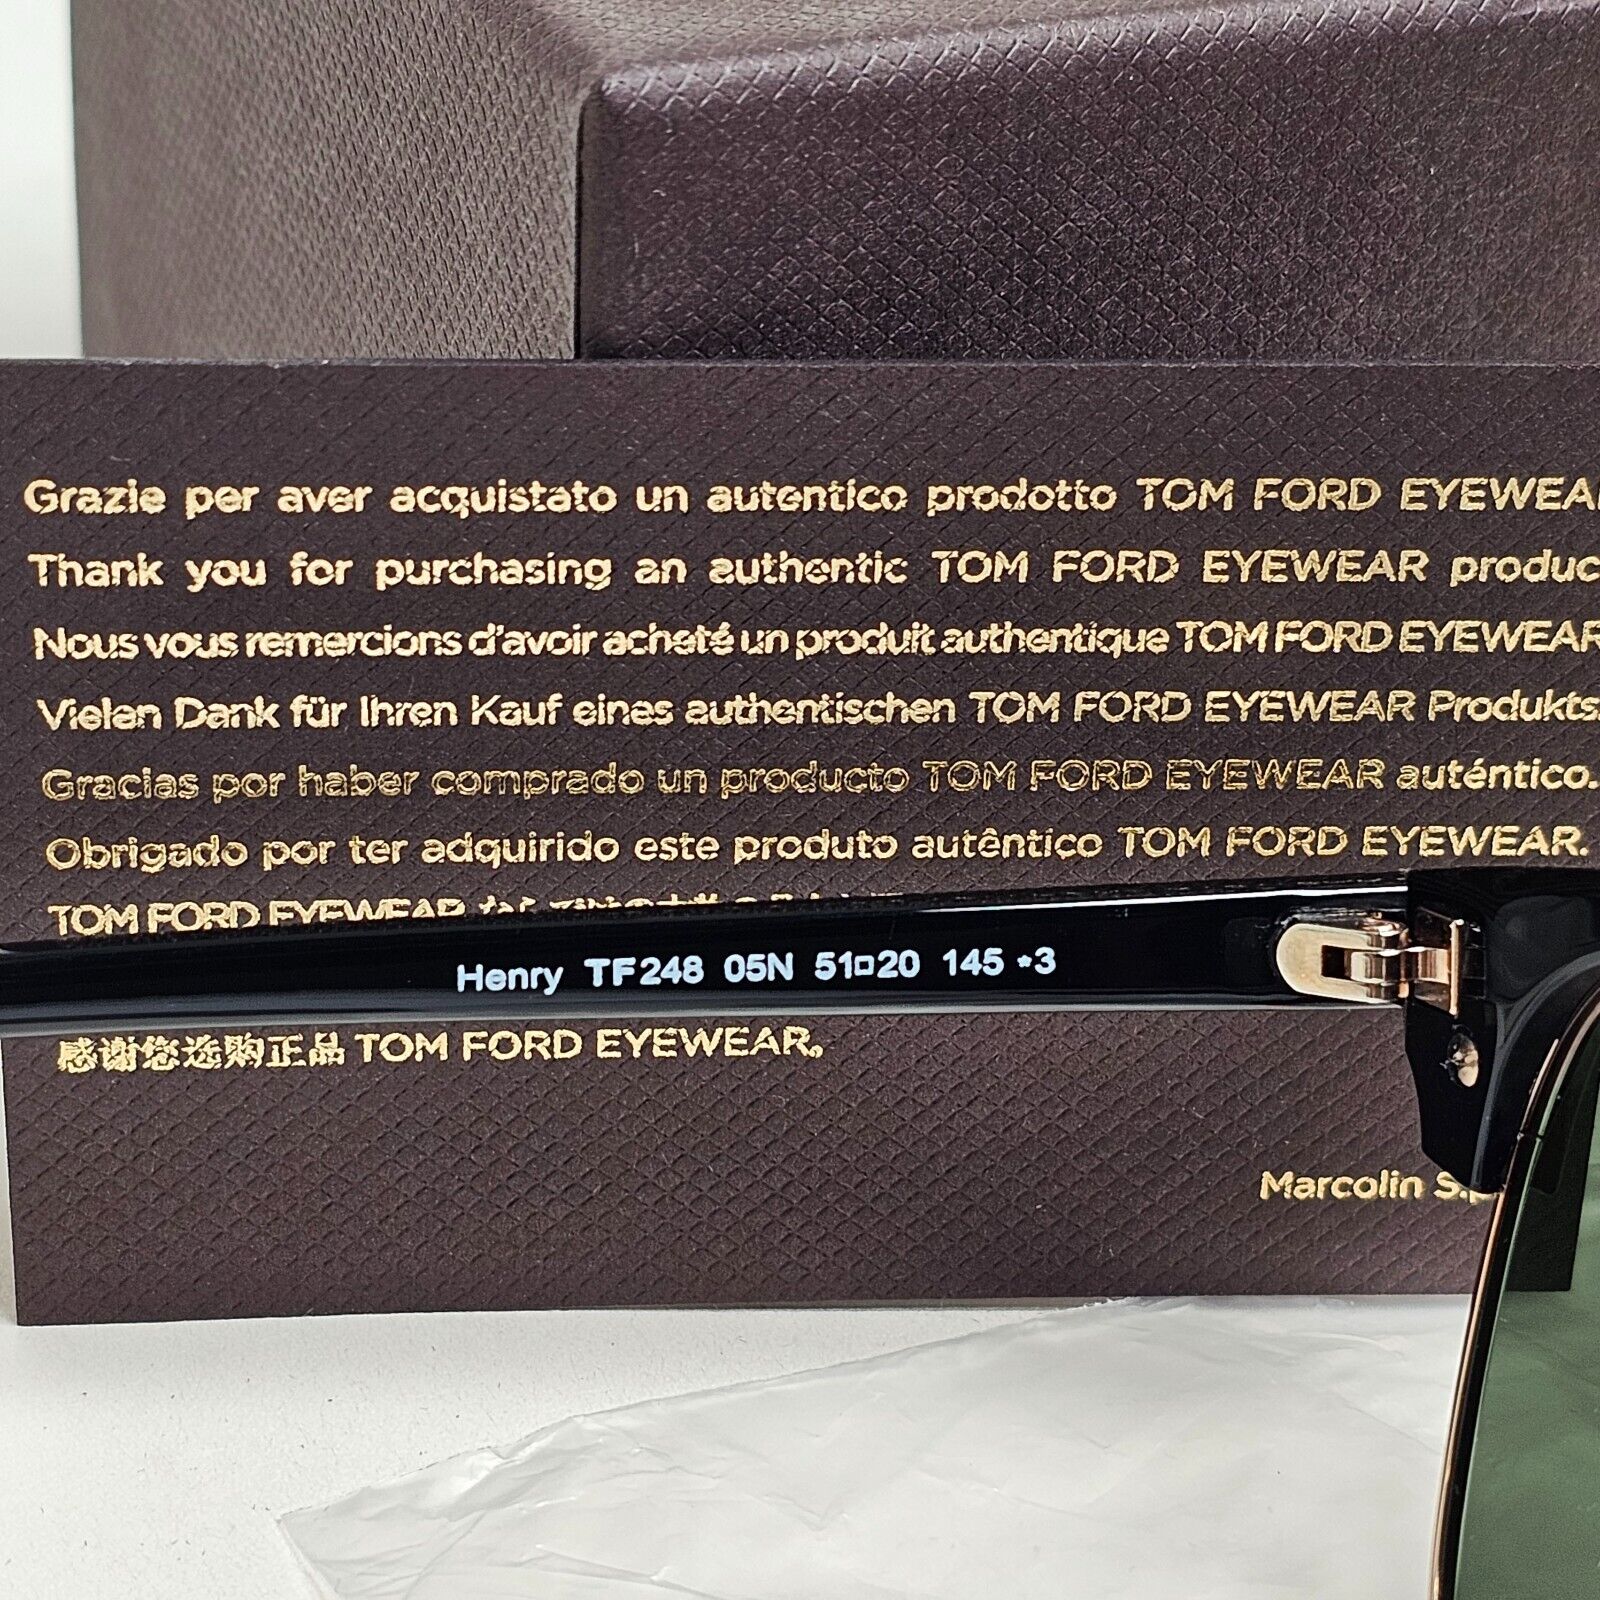 Grazie per aver acquistato un autentico prodotto TOM FORD EYEWEA
Thank you for purchasing an authentic TOM FORD EYEWEAR produc
Nous vous remercions d'avoir acheté un produit authentique TOM FORD EYEWEAR
Vielen Dank für Ihren Kauf eines authentischen TOM FORD EYEWEAR Produkts.
Gracias por haber comprado un producto TOM FORD EYEWEAR auténtico.
Obrigado por ter adquirido este produto autêntico TOM FORD EYEWEAR.
TOM FORD EYEWEAR
Henry TF248 05N 51□20 145 *3
感谢您选购正品 TOM FORD EYEWEAR。
Marcolin S.p